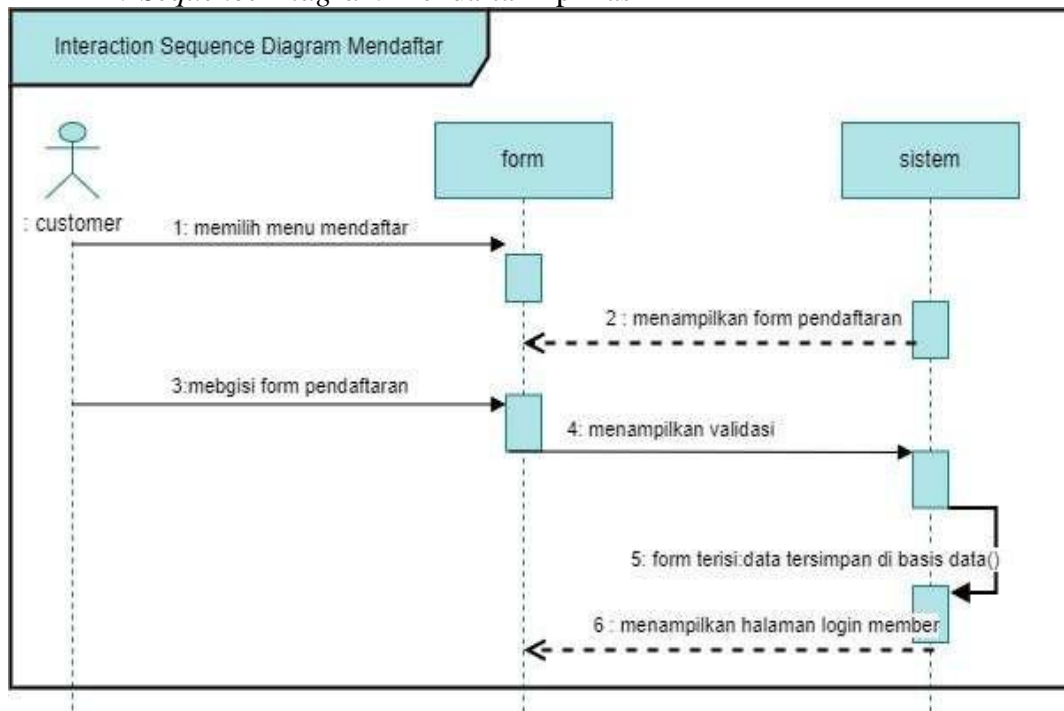 Interaction Sequence Diagram Mendaftar
form
sistem
: customer
1: memilih menu mendaftar
2 : menampilkan form pendaftaran
3:mebgisi form pendaftaran
4: menampilkan validasi
5: form terisi:data tersimpan di basis data()
6 : menampilkan halaman login member